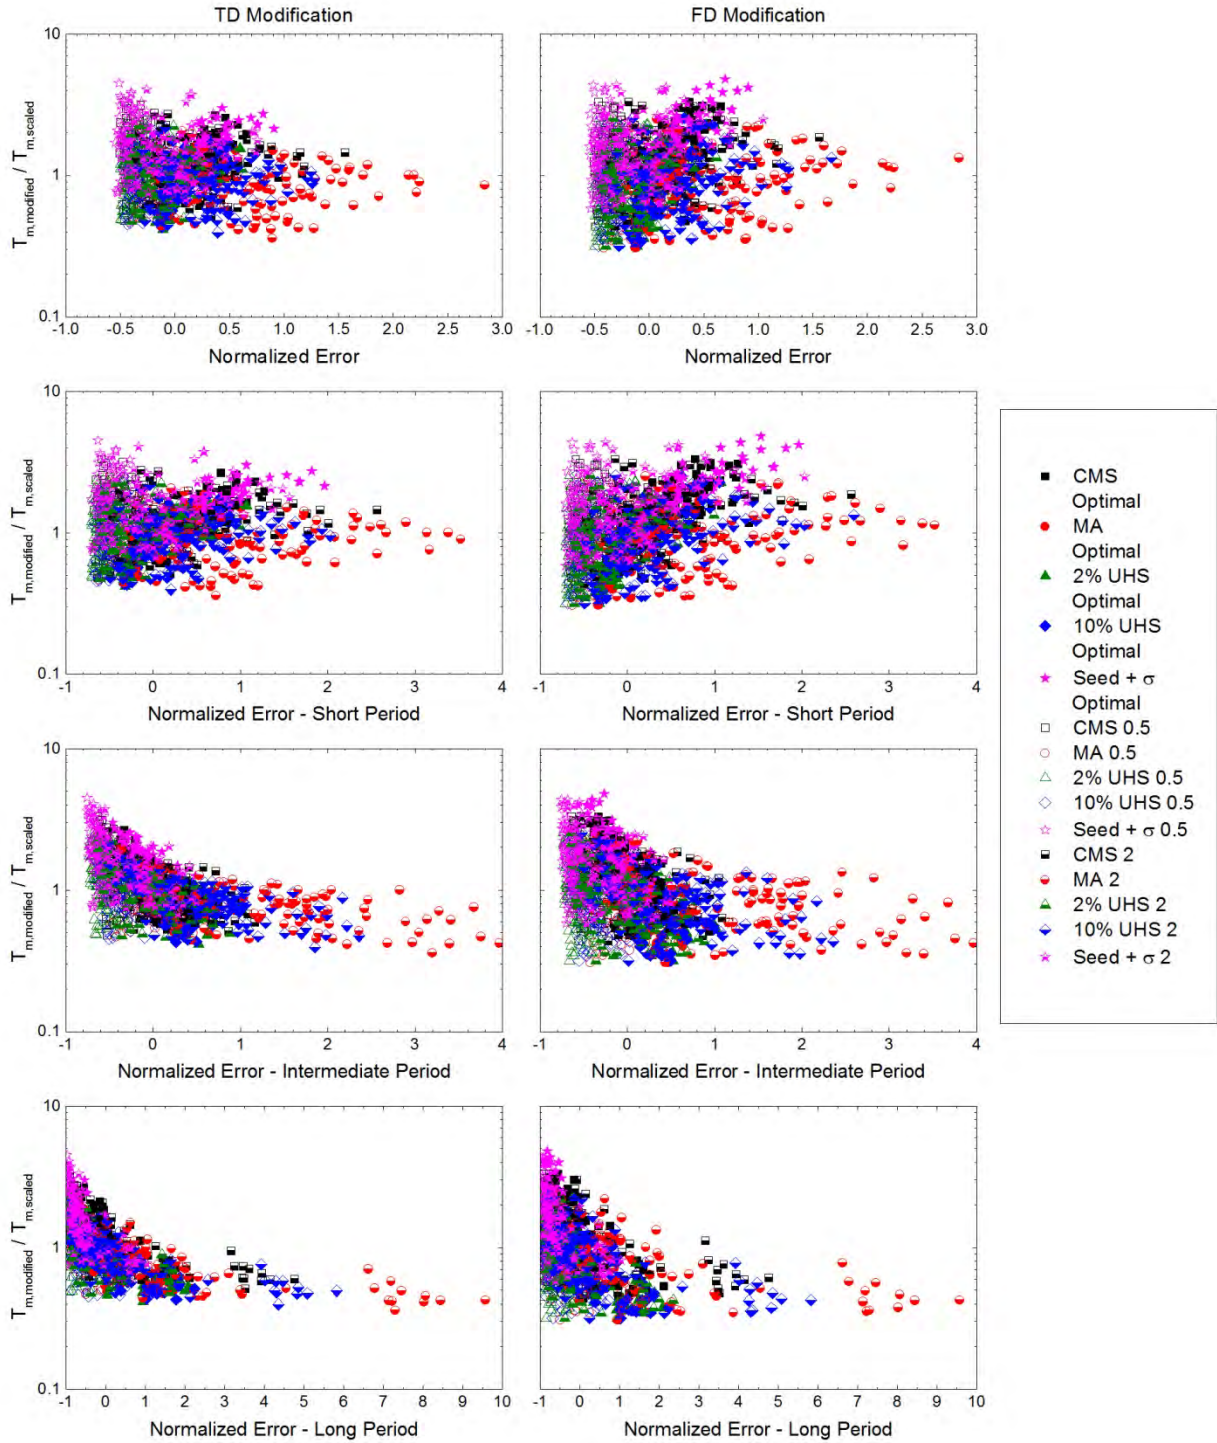 TD Modification
FD Modification
10
1
0.1
T_m,modified / T_m,scaled
-1.0 -0.5 0.0 0.5 1.0 1.5 2.0 2.5 3.0
-1.0 -0.5 0.0 0.5 1.0 1.5 2.0 2.5 3.0
Normalized Error
Normalized Error
10
1
0.1
T_m,modified / T_m,scaled
-1 0 1 2 3 4
-1 0 1 2 3 4
Normalized Error - Short Period
Normalized Error - Short Period
10
1
0.1
T_m,modified / T_m,scaled
-1 0 1 2 3 4
-1 0 1 2 3 4
Normalized Error - Intermediate Period
Normalized Error - Intermediate Period
10
1
0.1
T_m,modified / T_m,scaled
-1 0 1 2 3 4 5 6 7 8 9 10
-1 0 1 2 3 4 5 6 7 8 9 10
Normalized Error - Long Period
Normalized Error - Long Period
CMS
Optimal
MA
Optimal
2% UHS
Optimal
10% UHS
Optimal
Seed + σ
Optimal
CMS 0.5
MA 0.5
2% UHS 0.5
10% UHS 0.5
Seed + σ 0.5
CMS 2
MA 2
2% UHS 2
10% UHS 2
Seed + σ 2